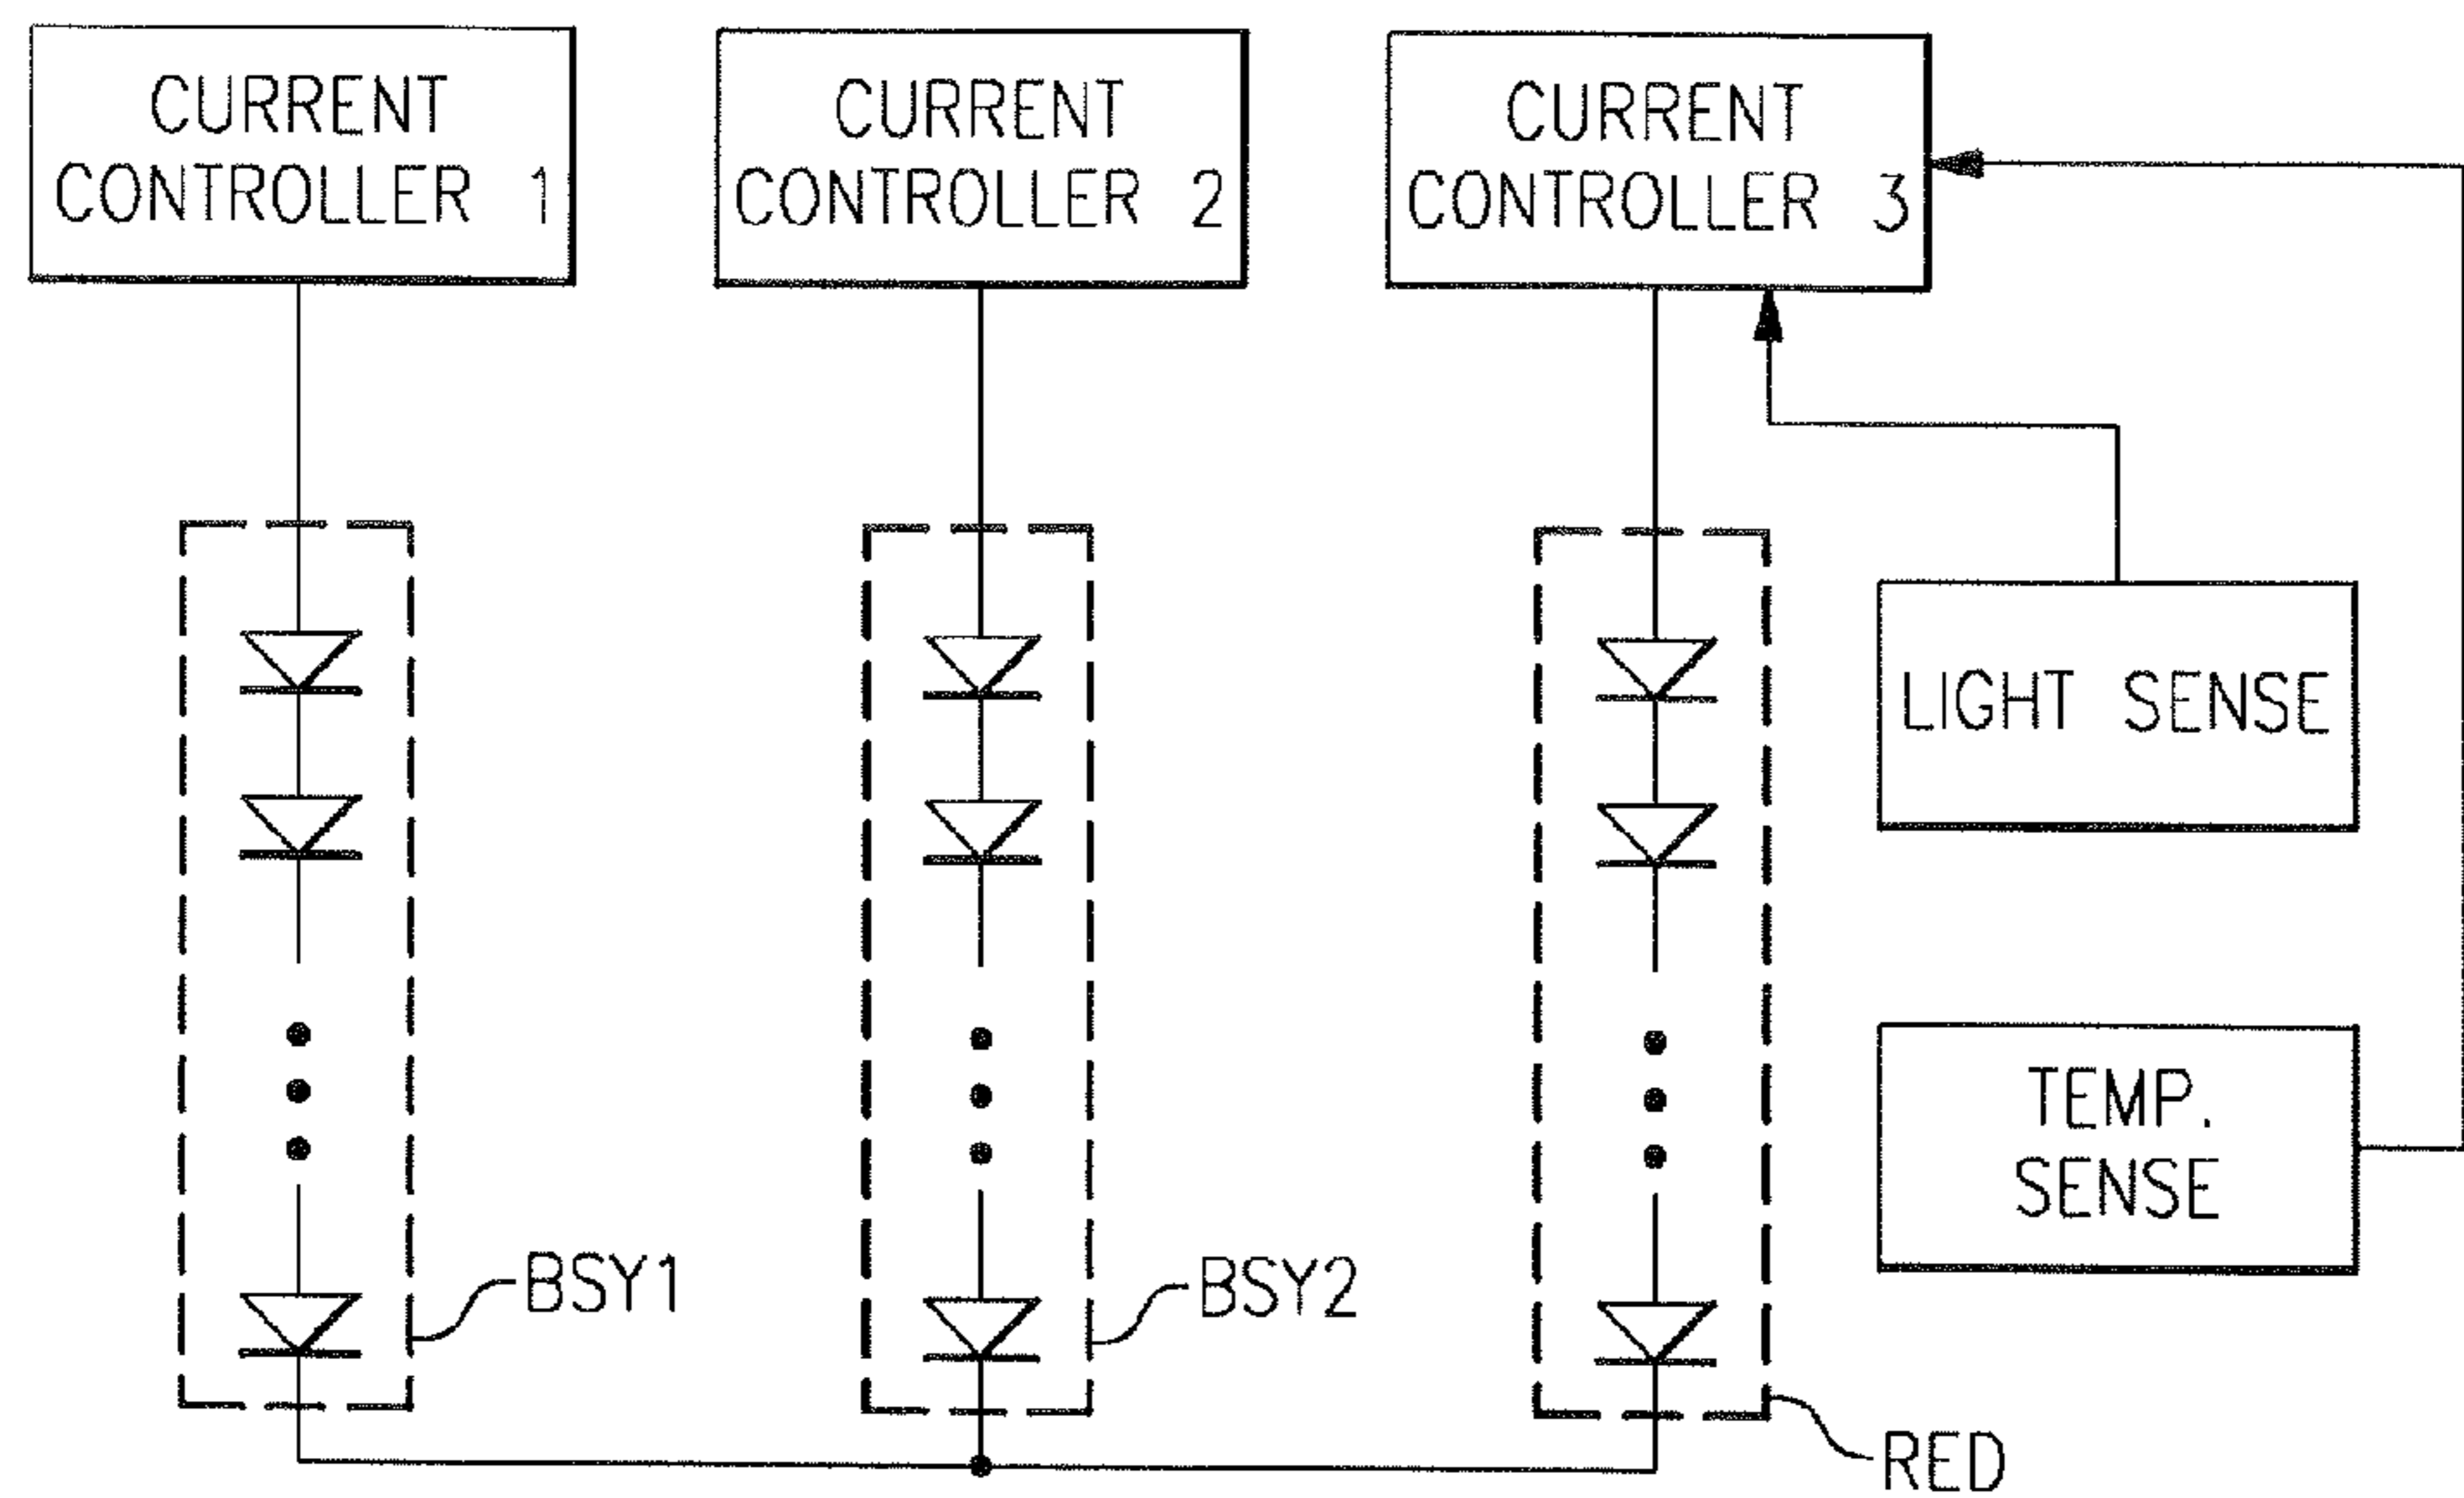 CURRENT
CONTROLLER 1
CURRENT
CONTROLLER 2
CURRENT
CONTROLLER 3
LIGHT SENSE
TEMP.
SENSE
BSY1
BSY2
RED